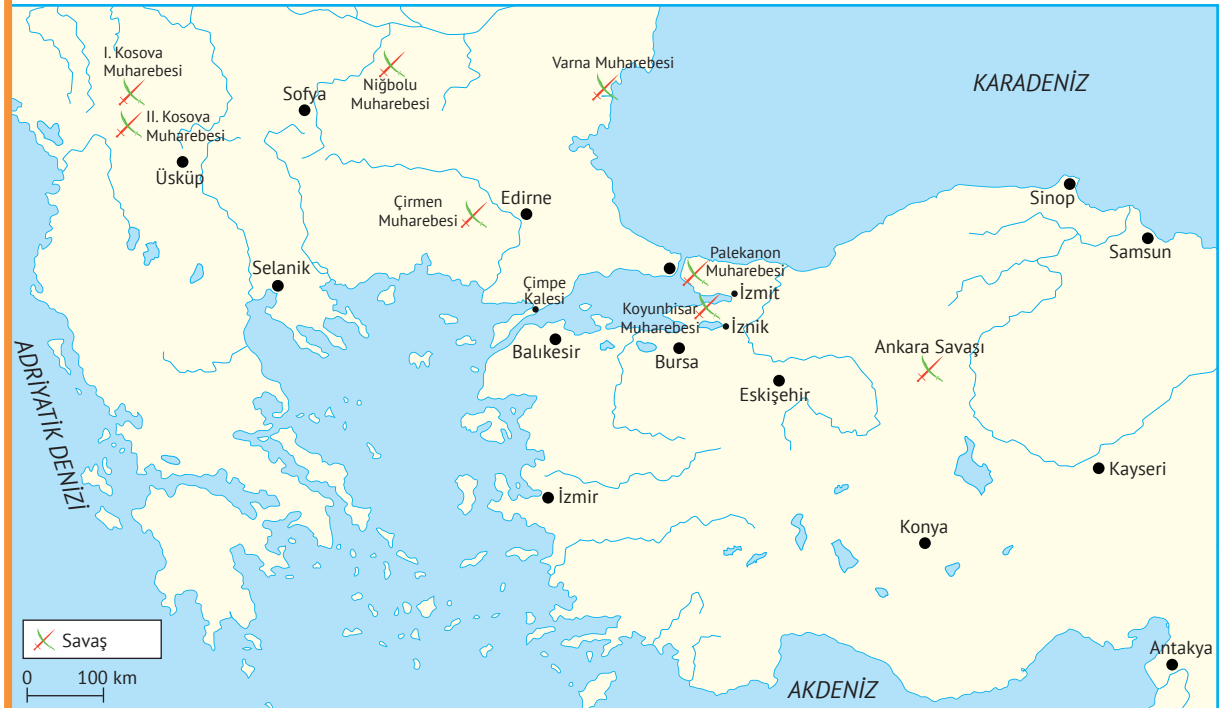 I. Kosova
Muharebesi
II. Kosova
Muharebesi
Üsküp
Sofya
Niğbolu
Muharebesi
Varna Muharebesi
KARADENİZ
Çirmen
Muharebesi
Edirne
Sinop
Samsun
Selanik
Çimpe
Kalesi
Palekanon
Muharebesi
İzmit
Koyunhisar
Muharebesi
İznik
Balıkesir
Bursa
Eskişehir
Ankara Savaşı
ADRİYATİK DENİZİ
İzmir
Kayseri
Konya
Antakya
AKDENİZ
Savaş
0 100 km